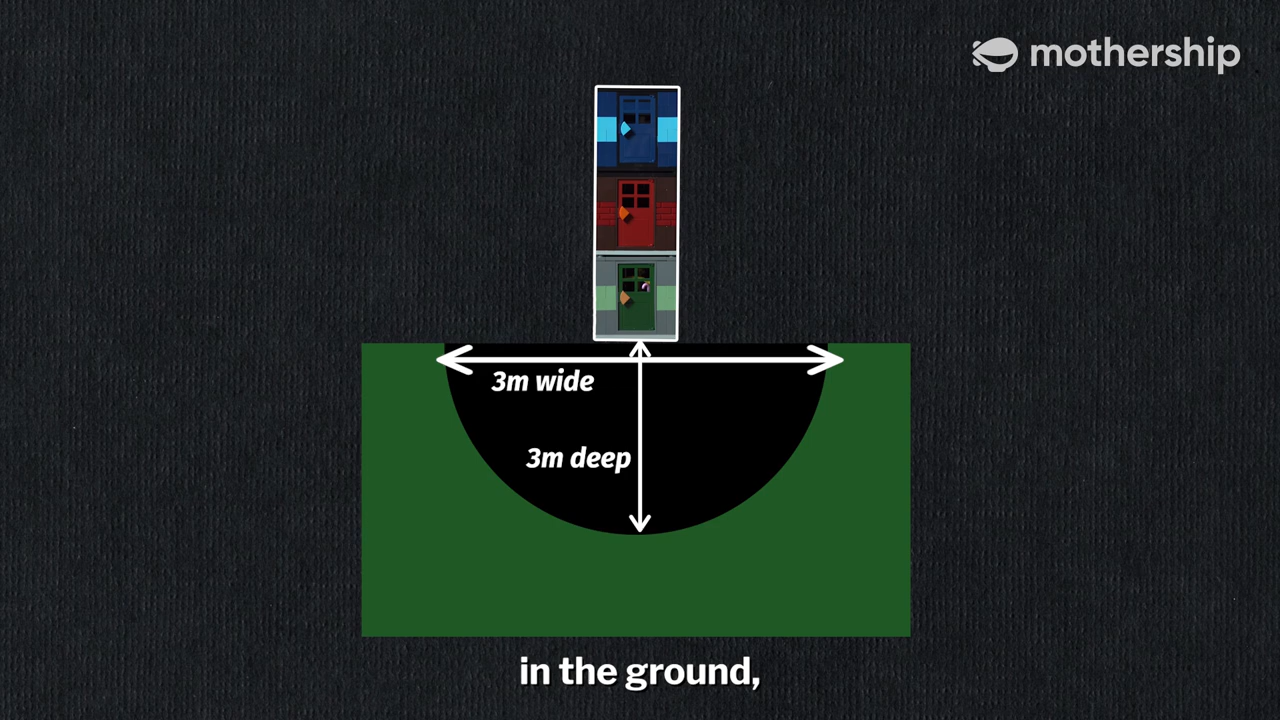 mothership
3m wide
3m deep
in the ground,